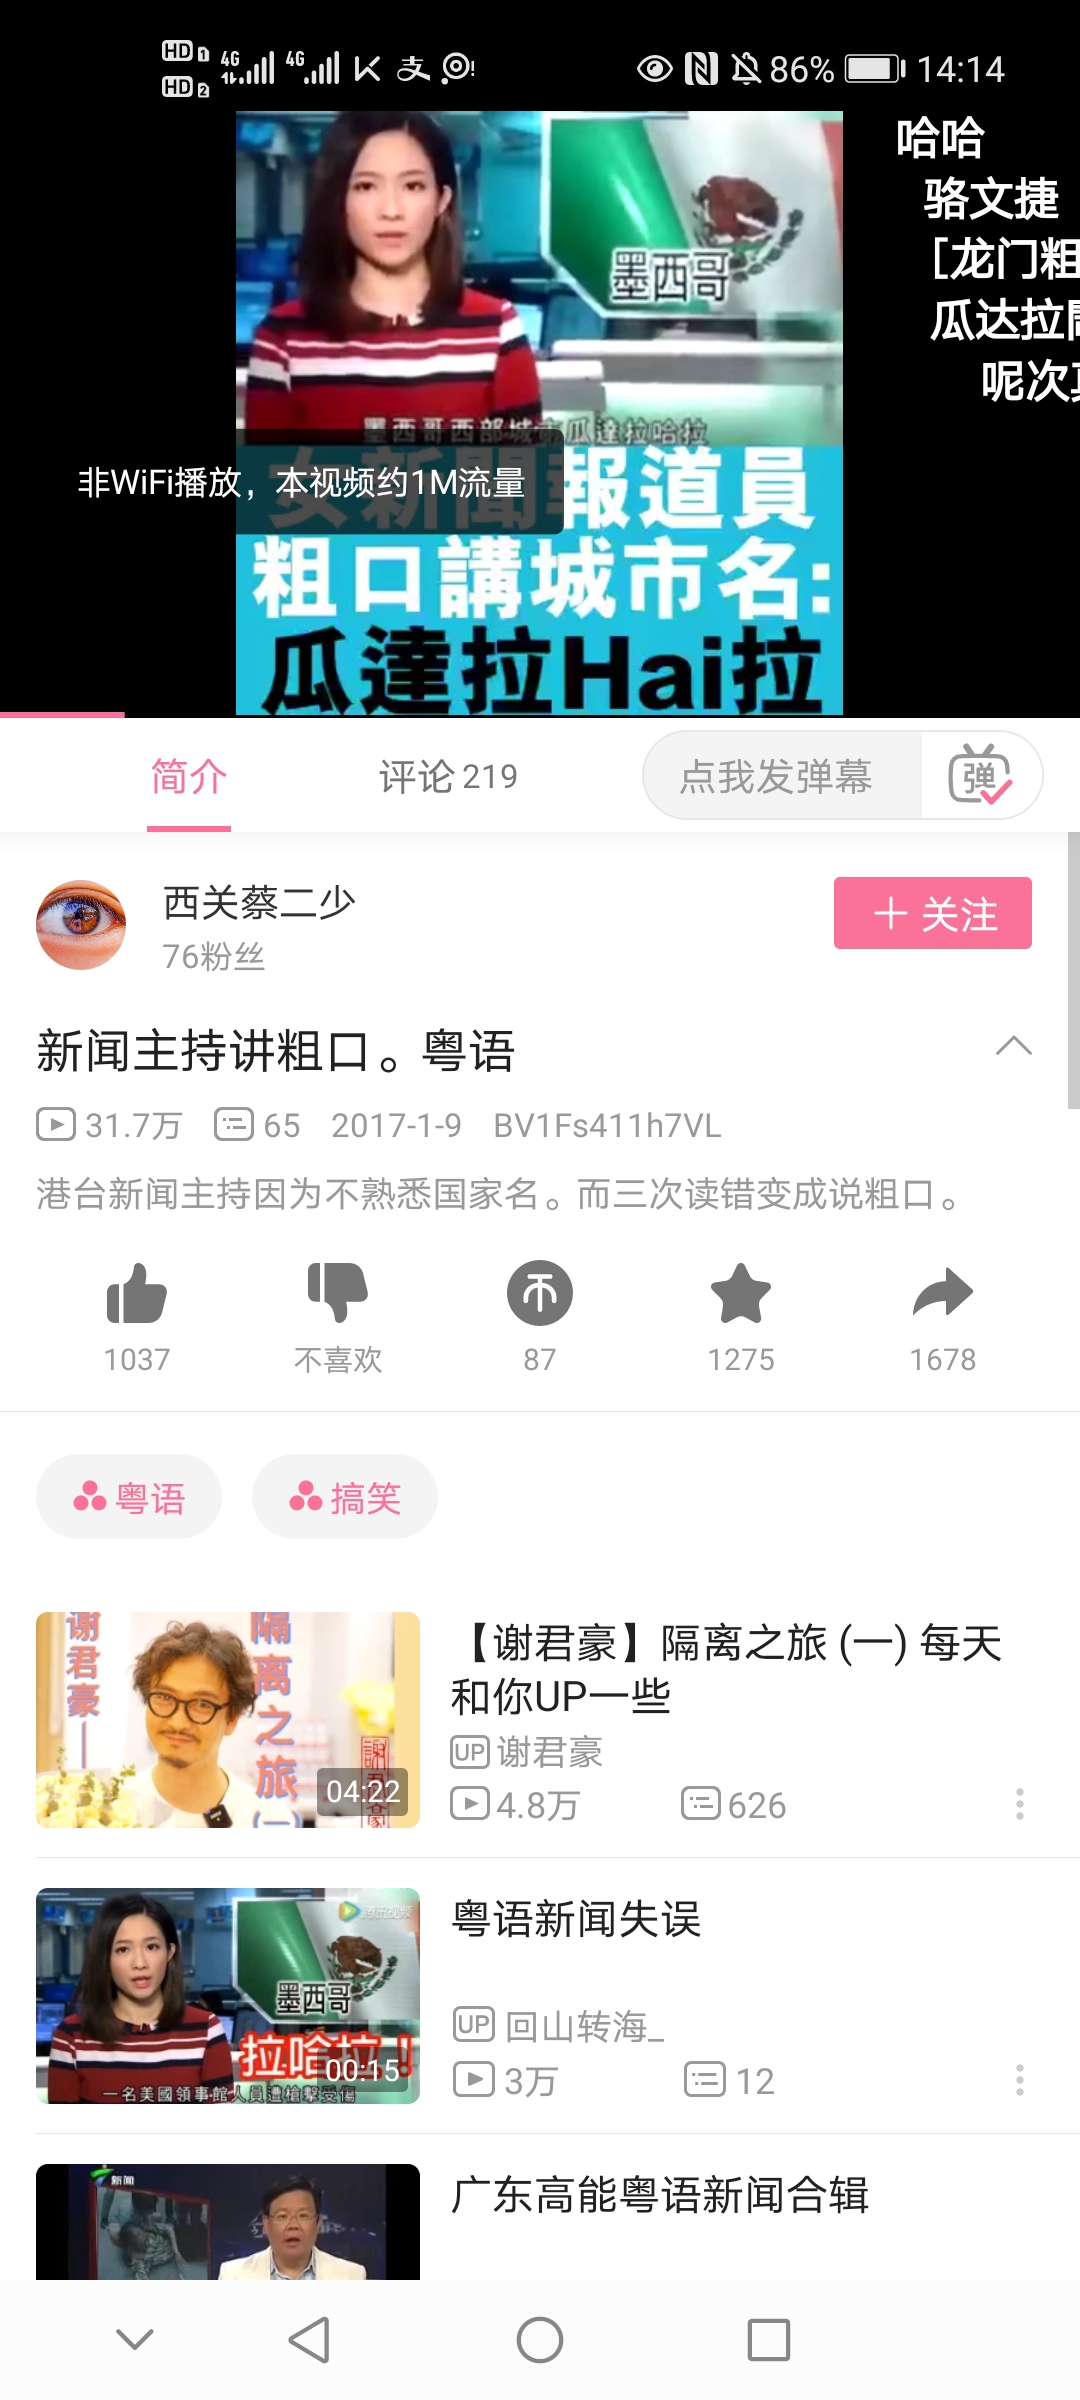 HD 1 4G 4G 86% 14:14
HD 2
哈哈
骆文捷
[龙门粗
瓜达拉
呢次
墨西哥
墨西哥西部城市瓜達拉哈拉
非WiFi播放，本视频约1M流量
女新聞報道員
粗口講城市名:
瓜達拉Hai拉
简介 评论 219 点我发弹幕 弹
西关蔡二少
76粉丝
＋ 关注
新闻主持讲粗口。粤语
31.7万 65 2017-1-9 BV1Fs411h7VL
港台新闻主持因为不熟悉国家名。而三次读错变成说粗口。
1037 不喜欢 87 1275 1678
粤语 搞笑
谢君豪
隔离之旅
(一)
04:22
【谢君豪】隔离之旅 (一) 每天
和你UP一些
UP 谢君豪
4.8万 626
腾讯视频
墨西哥
拉哈拉!
00:15
一名美國領事館人員遭槍擊受傷
粤语新闻失误
UP 回山转海_
3万 12
新闻
广东高能粤语新闻合辑